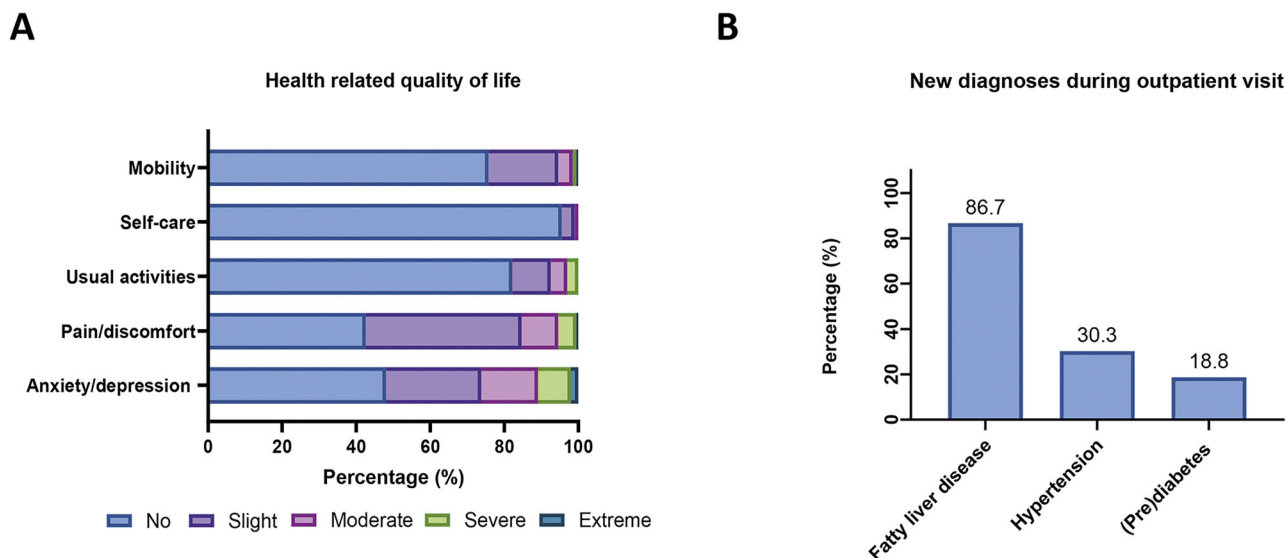 A
Health related quality of life
Mobility
Self-care
Usual activities
Pain/discomfort
Anxiety/depression
0 20 40 60 80 100
Percentage (%)
No Slight Moderate Severe Extreme
B
New diagnoses during outpatient visit
Percentage (%)
100
80
60
40
20
0
86.7
30.3
18.8
Fatty liver disease
Hypertension
(Pre)diabetes